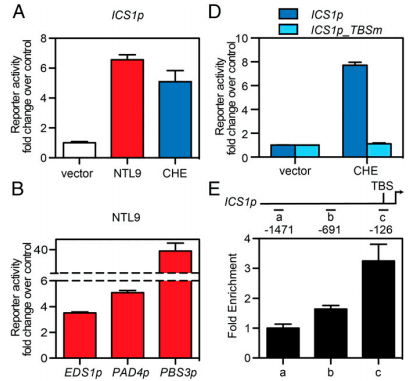 A
ICS1p
Reporter activity
fold change over control
8
6
4
2
0
vector
NTL9
CHE
D
ICS1p
ICS1p_TBSm
Reporter activity
fold change over control
10
8
6
4
2
0
vector
CHE
B
NTL9
Reporter activity
fold change over control
40
6
4
2
0
EDS1p
PAD4p
PBS3p
E
TBS
ICS1p
a
b
c
-1471
-691
-126
Fold Enrichment
4
3
2
1
0
a
b
c